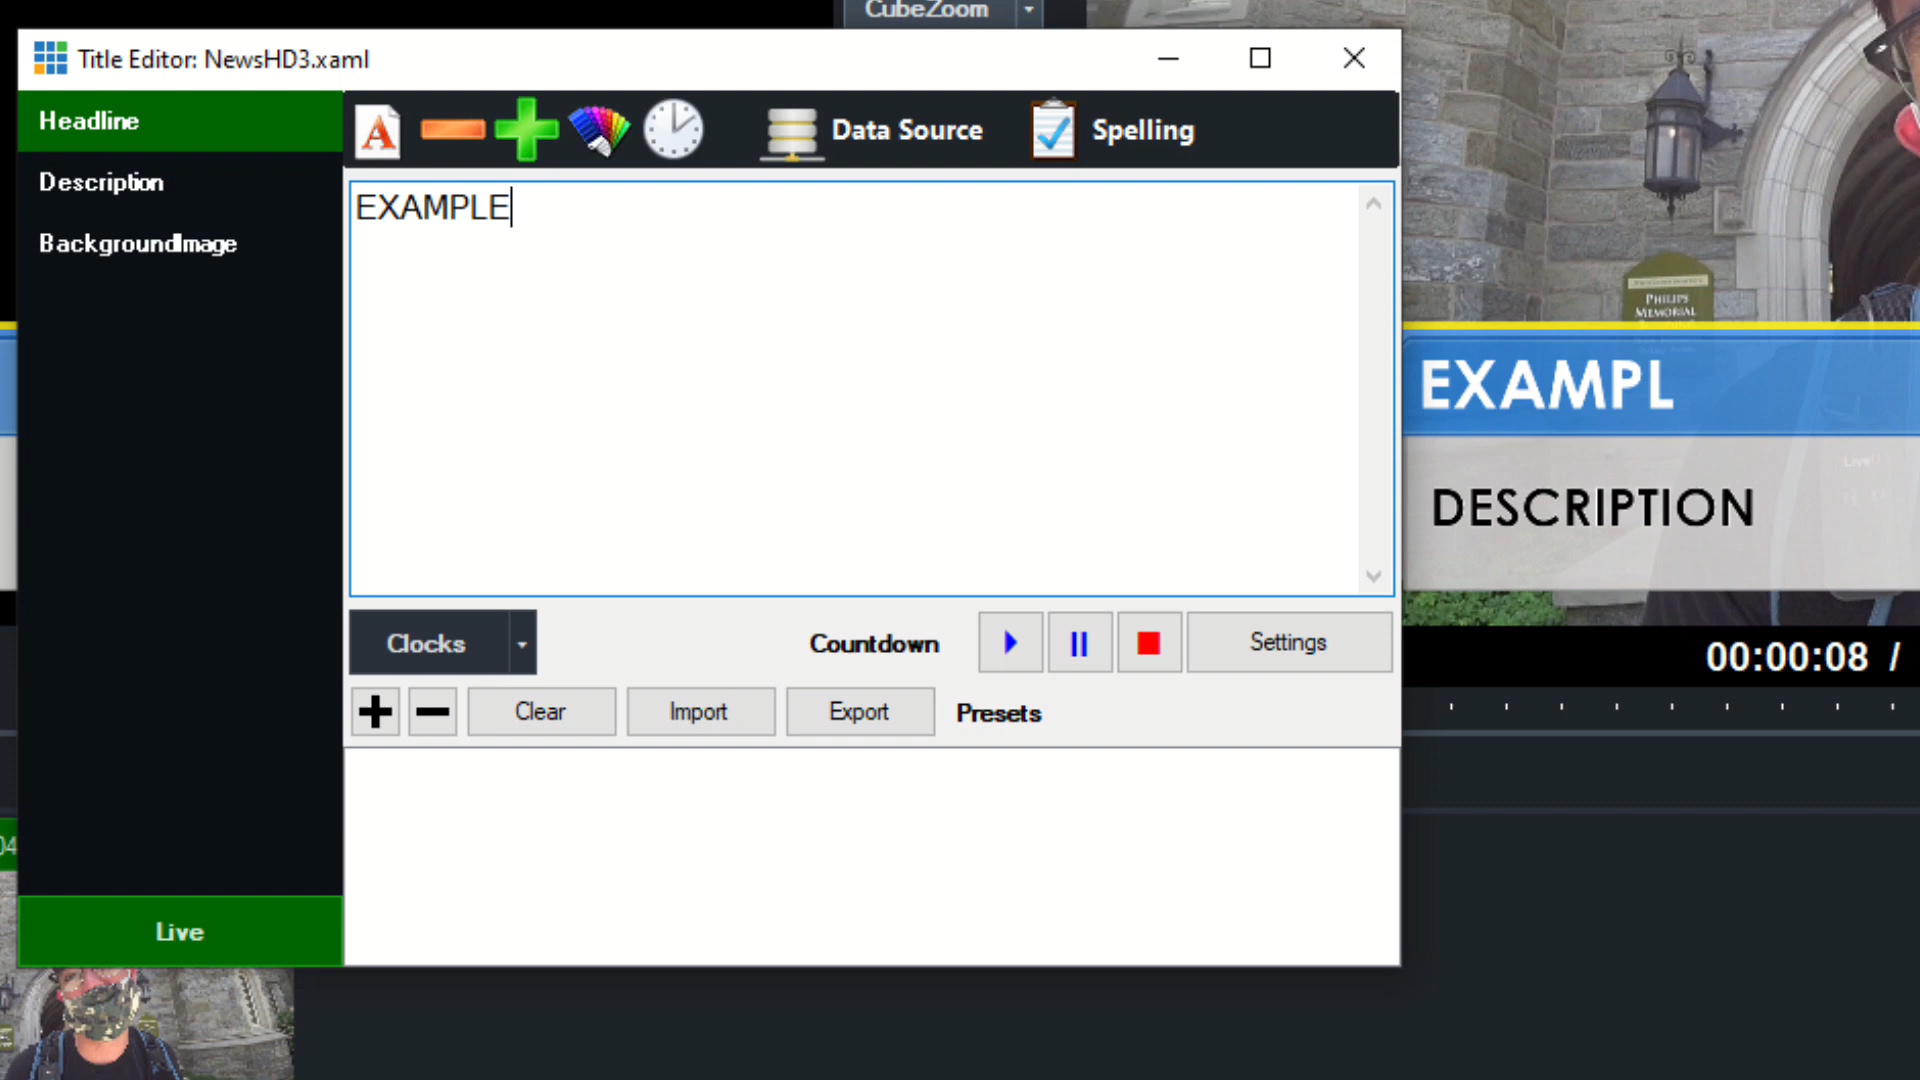 CubeZoom
Title Editor: NewsHD3.xaml
Headline
Description
BackgroundImage
Data Source
Spelling
EXAMPLE
Clocks
Countdown
Settings
Clear
Import
Export
Presets
Live
PHILIPS
MEMORIAL
EXAMPL
DESCRIPTION
00:00:08 /
04